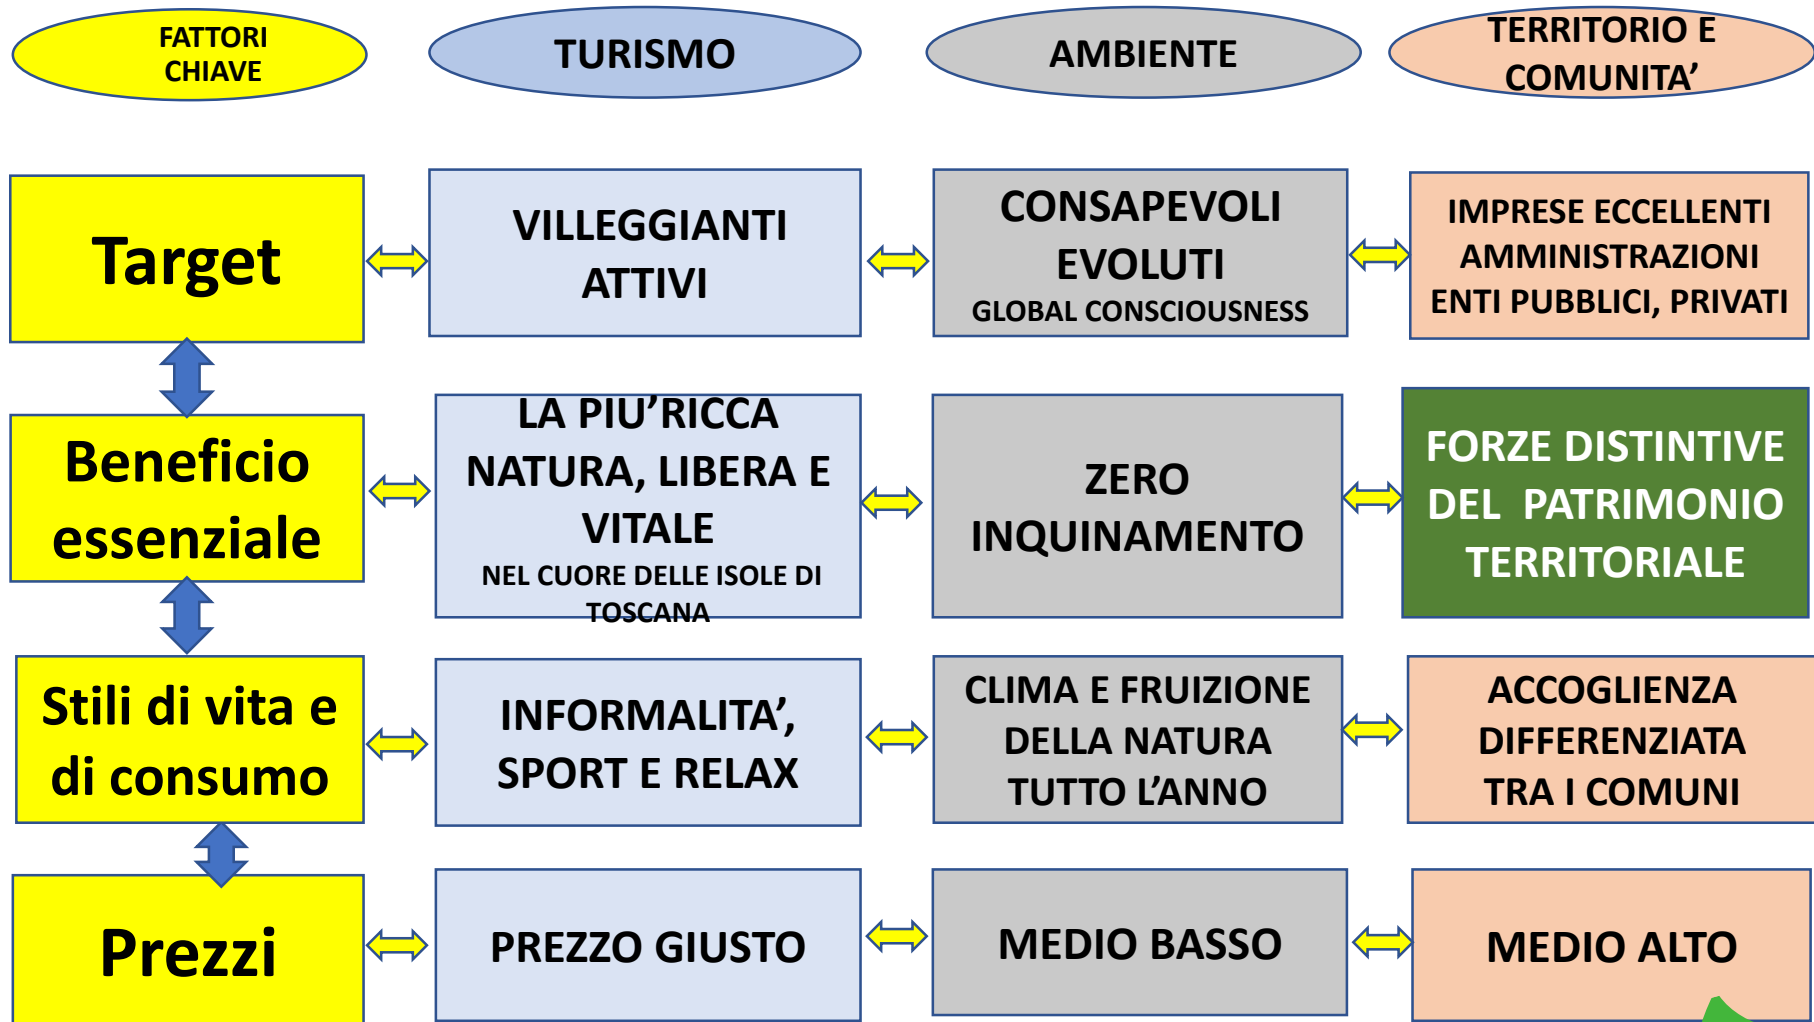 FATTORI
CHIAVE
TURISMO
AMBIENTE
TERRITORIO E
COMUNITA’
Target
VILLEGGIANTI
ATTIVI
CONSAPEVOLI
EVOLUTI
GLOBAL CONSCIOUSNESS
IMPRESE ECCELLENTI
AMMINISTRAZIONI
ENTI PUBBLICI, PRIVATI
Beneficio
essenziale
LA PIU’RICCA
NATURA, LIBERA E
VITALE
NEL CUORE DELLE ISOLE DI
TOSCANA
ZERO
INQUINAMENTO
FORZE DISTINTIVE
DEL PATRIMONIO
TERRITORIALE
Stili di vita e
di consumo
INFORMALITA’,
SPORT E RELAX
CLIMA E FRUIZIONE
DELLA NATURA
TUTTO L’ANNO
ACCOGLIENZA
DIFFERENZIATA
TRA I COMUNI
Prezzi
PREZZO GIUSTO
MEDIO BASSO
MEDIO ALTO